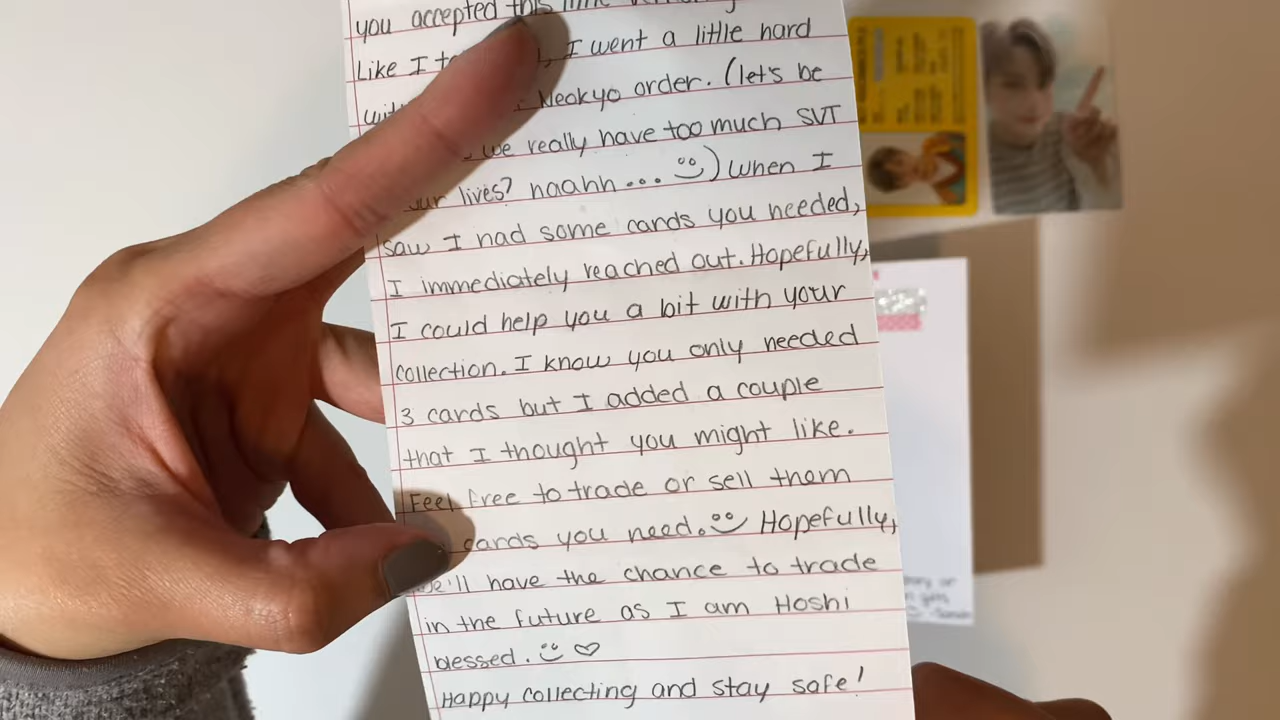 you accepted this little
Like I t , I went a little hard
Neokyo order. (let's be
we really have too much SVT
our lives? naahh...
) When I
saw I had some cards you needed,
I immediately reached out. Hopefully,
I could help you a bit with your
collection. I know you only needed
3 cards but I added a couple
that I thought you might like.
Feel free to trade or sell them
cards you need. Hopefully,
we'll have the chance to trade
in the future as I am Hoshi
blessed. ♡
Happy collecting and stay safe!